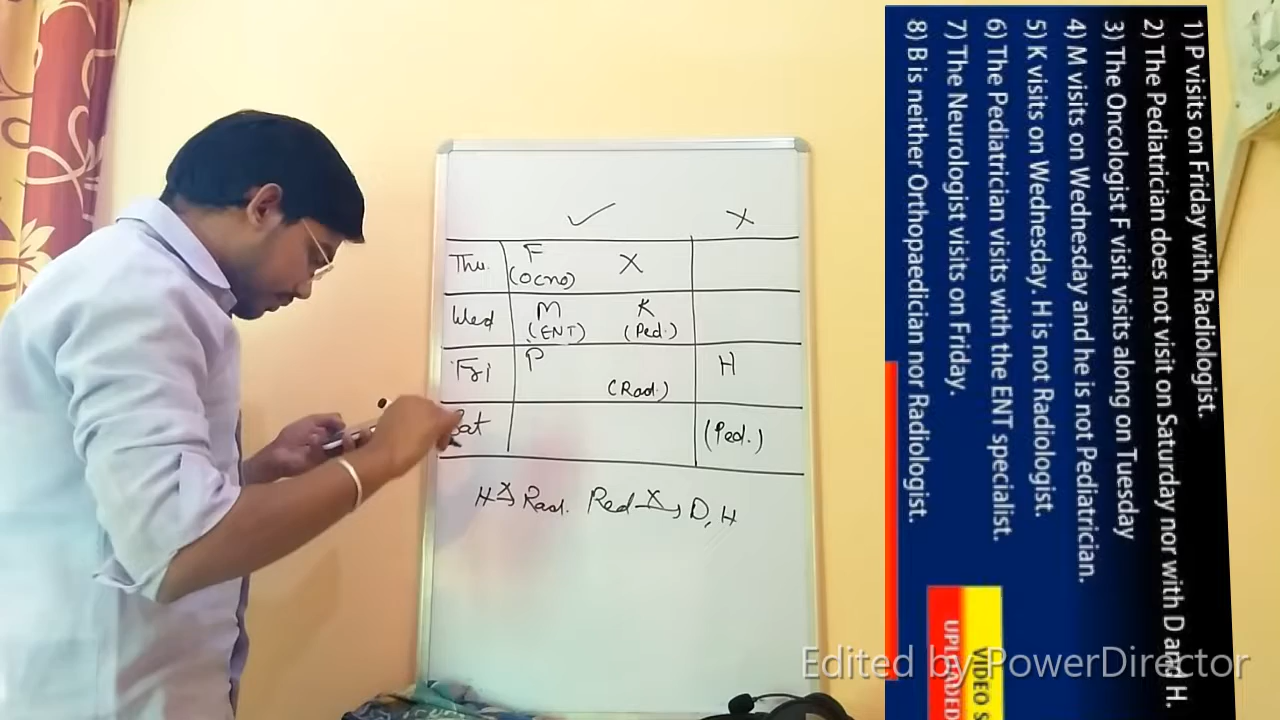 ✓ X
Thu F X
(Ocno)
Wed M K
(ENT) (Ped.)
Fri P H
(Rad.)
Sat (Ped.)
H X→ Rad. Ped X→ D, H
1) P visits on Friday with Radiologist.
2) The Pediatrician does not visit on Saturday nor with D and H.
3) The Oncologist F visit visits along on Tuesday
4) M visits on Wednesday and he is not Pediatrician.
5) K visits on Wednesday. H is not Radiologist.
6) The Pediatrician visits with the ENT specialist.
7) The Neurologist visits on Friday.
8) B is neither Orthopaedician nor Radiologist.
VIDEO S
UPLOADED
Edited by PowerDirector